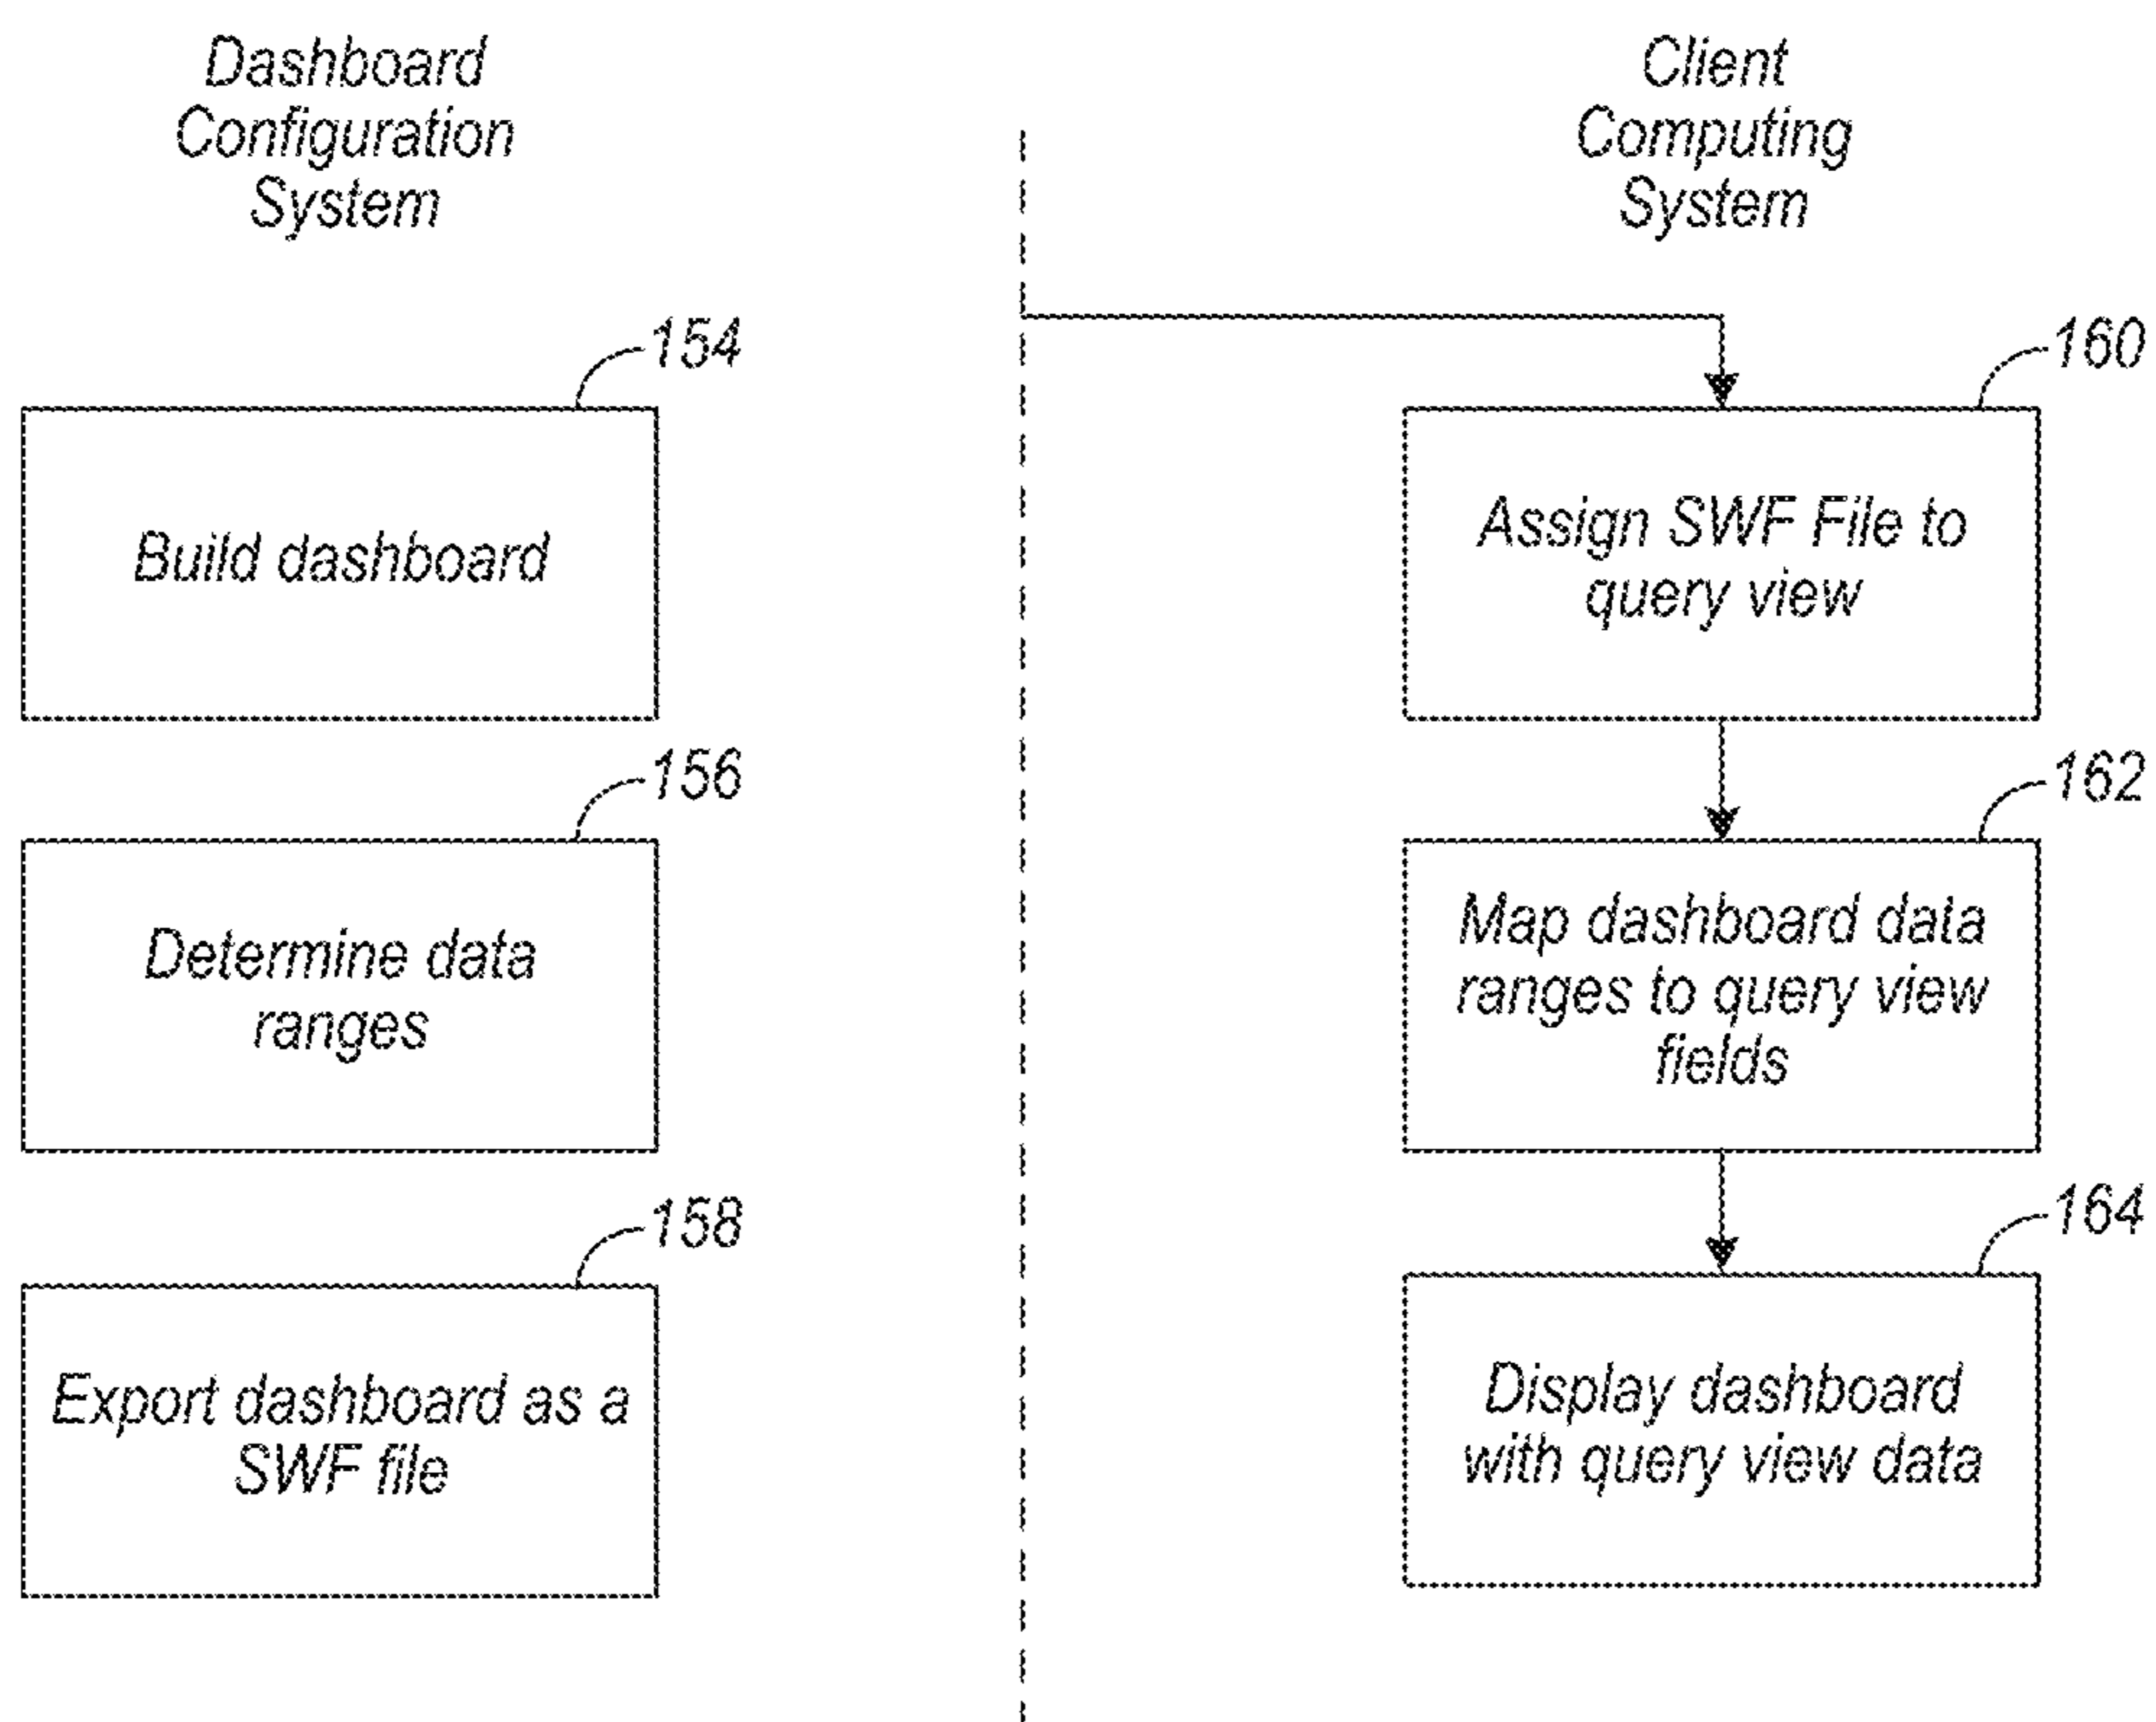 Dashboard
Configuration
System
154
Build dashboard
156
Determine data
ranges
158
Export dashboard as a
SWF file
Client
Computing
System
160
Assign SWF File to
query view
162
Map dashboard data
ranges to query view
fields
164
Display dashboard
with query view data